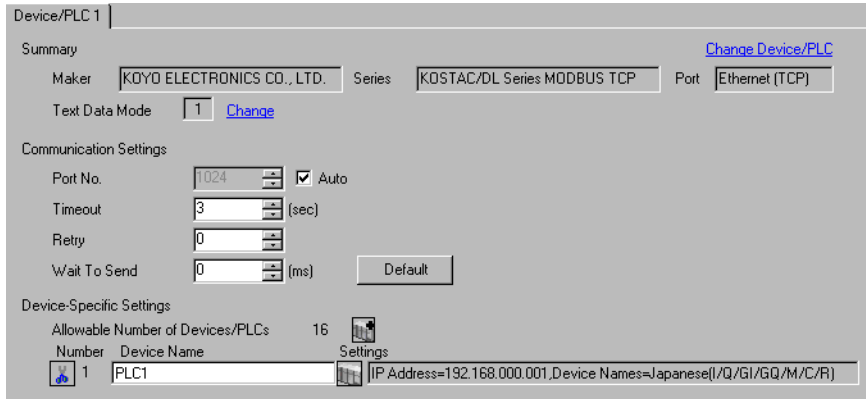 Device/PLC 1
Summary Change Device/PLC
Maker KOYO ELECTRONICS CO., LTD. Series KOSTAC/DL Series MODBUS TCP Port Ethernet (TCP)
Text Data Mode 1 Change
Communication Settings
Port No. 1024 Auto
Timeout 3 (sec)
Retry 0
Wait To Send 0 (ms) Default
Device-Specific Settings
Allowable Number of Devices/PLCs 16
Number Device Name Settings
1 PLC1 IP Address=192.168.000.001,Device Names=Japanese(I/Q/GI/GQ/M/C/R)